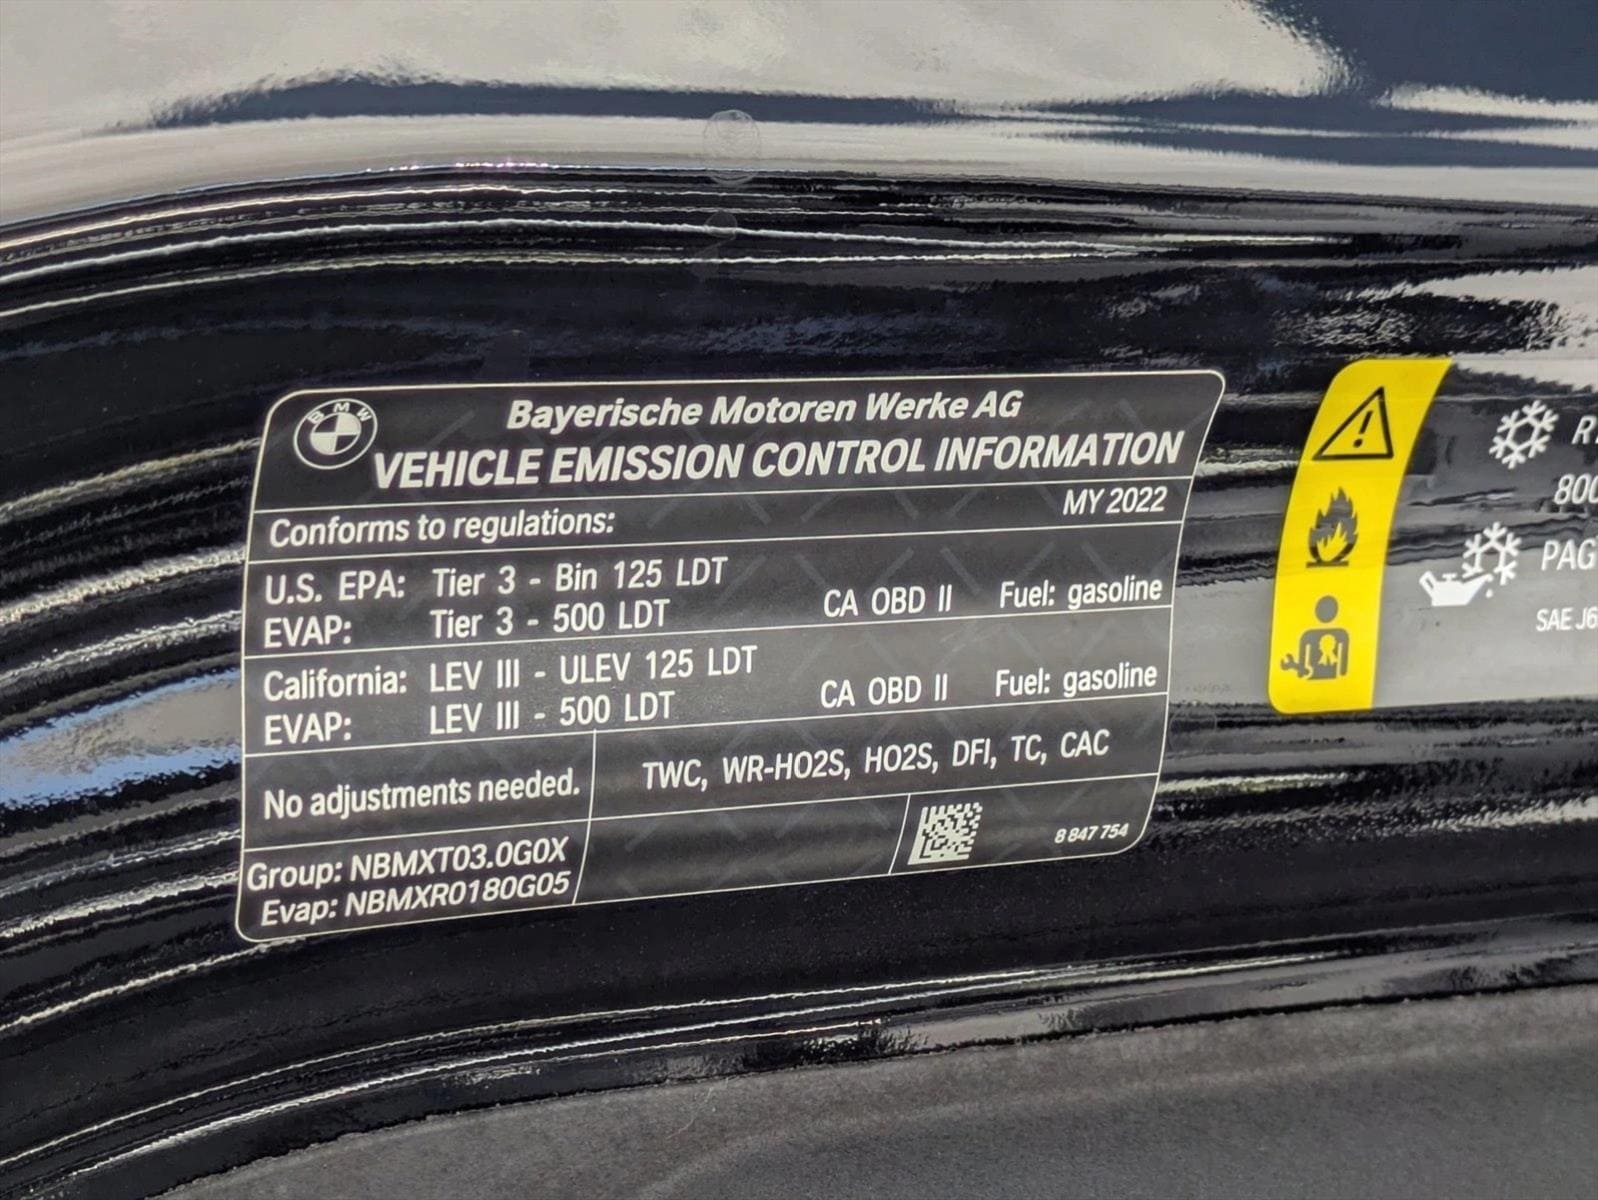 BMW
Bayerische Motoren Werke AG
VEHICLE EMISSION CONTROL INFORMATION
Conforms to regulations: MY 2022
U.S. EPA: Tier 3 - Bin 125 LDT
EVAP: Tier 3 - 500 LDT CA OBD II Fuel: gasoline
California: LEV III - ULEV 125 LDT
EVAP: LEV III - 500 LDT CA OBD II Fuel: gasoline
No adjustments needed. TWC, WR-HO2S, HO2S, DFI, TC, CAC
Group: NBMXT03.0G0X
Evap: NBMXR0180G05
8 847 754
PAG
SAE J6